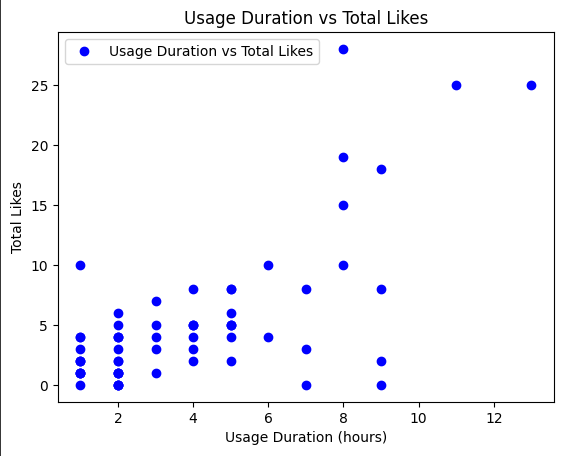 Usage Duration vs Total Likes
Usage Duration vs Total Likes
25
20
15
10
5
0
Total Likes
2 4 6 8 10 12
Usage Duration (hours)